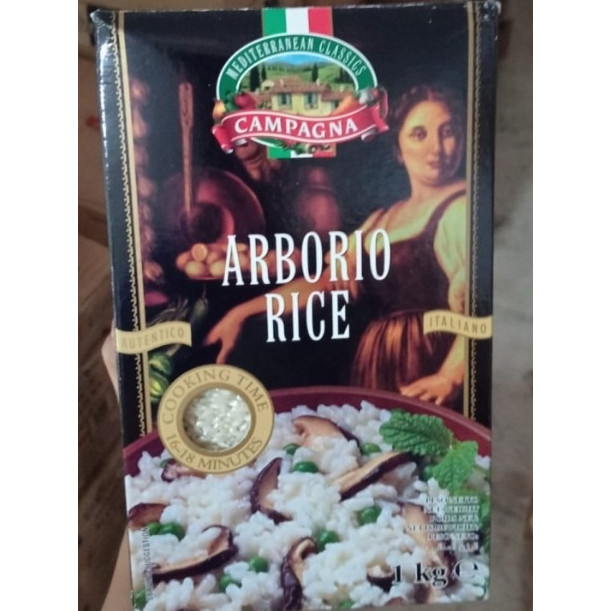 MEDITERRANEAN CLASSICS
CAMPAGNA
ARBORIO
RICE
AUTENTICO
ITALIANO
COOKING TIME
16-18 MINUTES
1 kg e